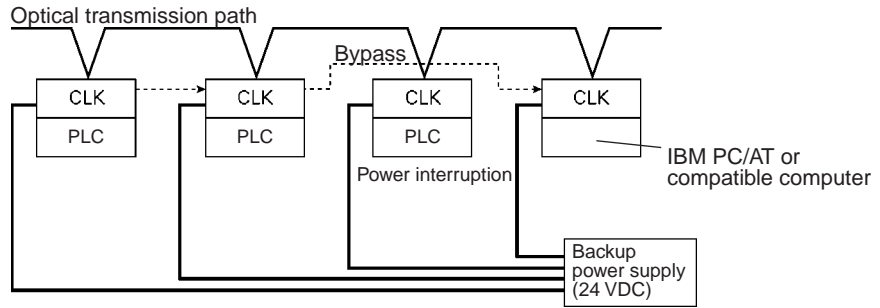 Optical transmission path
Bypass
CLK
CLK
CLK
CLK
PLC
PLC
PLC
Power interruption
IBM PC/AT or
compatible computer
Backup
power supply
(24 VDC)